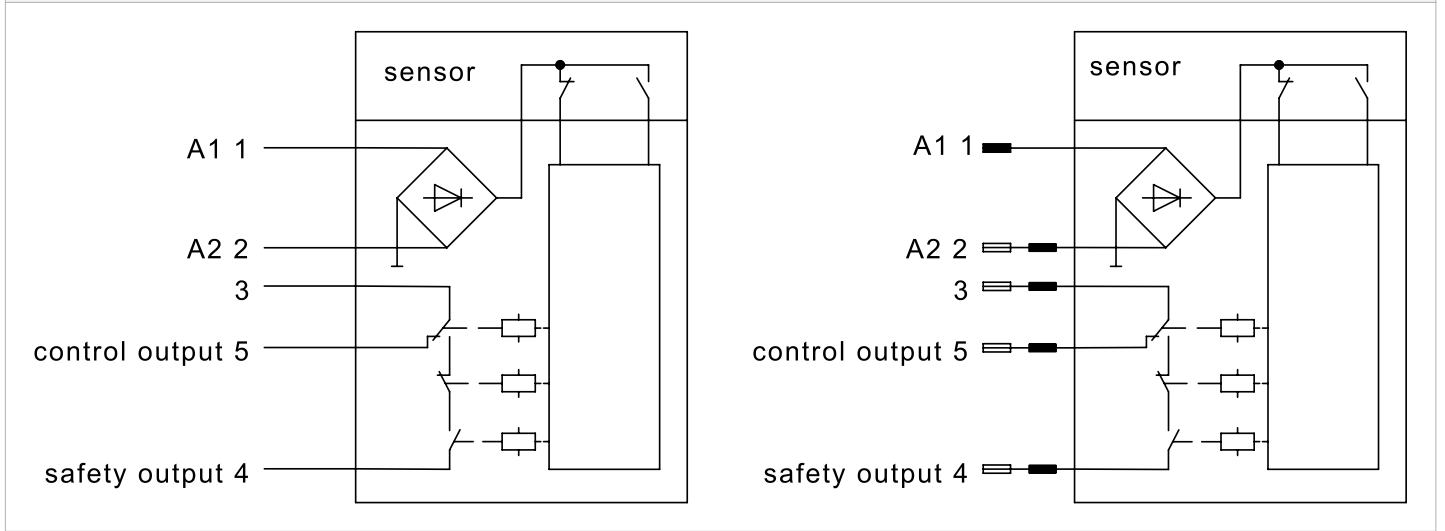 sensor
A1 1
A2 2
3
control output 5
safety output 4
sensor
A1 1
A2 2
3
control output 5
safety output 4